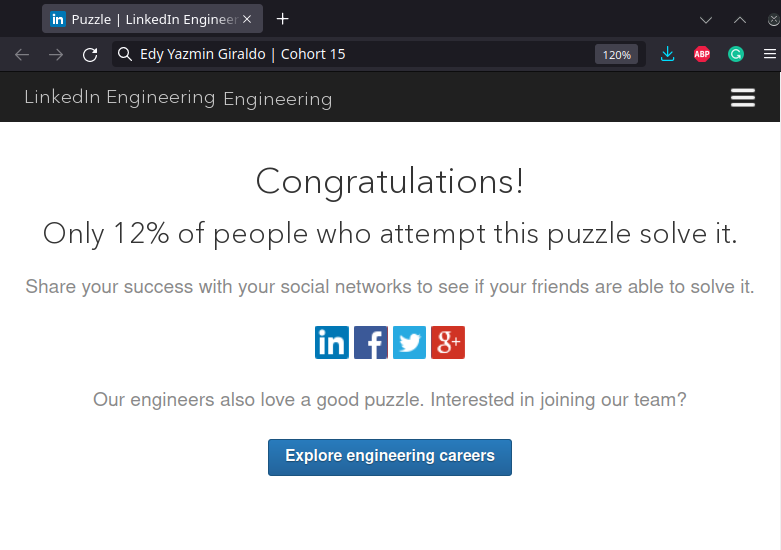 in Puzzle | LinkedIn Engineer
Edy Yazmin Giraldo | Cohort 15
120%
ABP
G
LinkedIn Engineering Engineering
Congratulations!
Only 12% of people who attempt this puzzle solve it.
Share your success with your social networks to see if your friends are able to solve it.
in f g+
Our engineers also love a good puzzle. Interested in joining our team?
Explore engineering careers